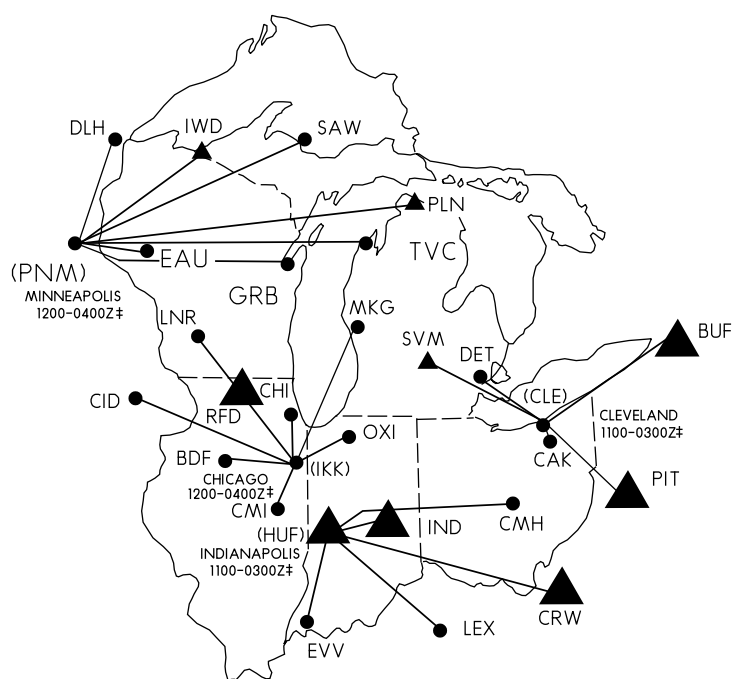 DLH
IWD
SAW
PLN
(PNM)
EAU
TVC
MINNEAPOLIS
1200-0400Z‡
GRB
LNR
MKG
BUF
SVM
DET
CID
CHI
(CLE)
RFD
CLEVELAND
1100-0300Z‡
OXI
BDF
(IKK)
CAK
CHICAGO
1200-0400Z‡
PIT
CMI
(HUF)
IND
CMH
INDIANAPOLIS
1100-0300Z‡
CRW
LEX
EVV